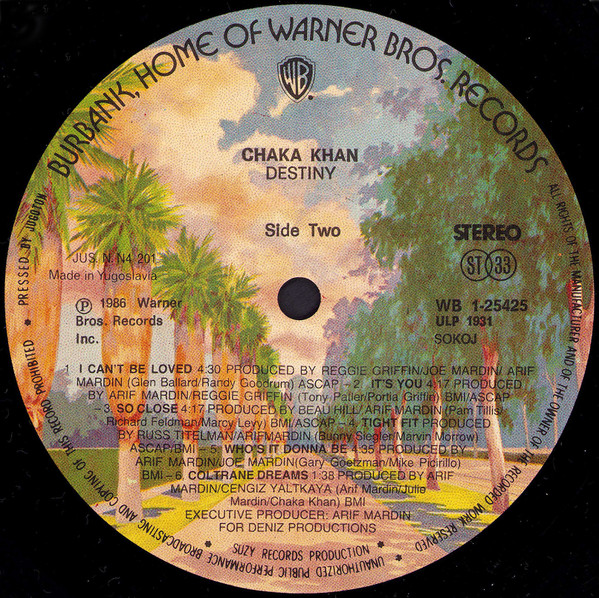 BURBANK, HOME OF WARNER BROS. RECORDS
WB
CHAKA KHAN
DESTINY
Side Two
STEREO
ST 33
JUS. N. N4 201
Made in Yugoslavia
℗ 1986 Warner
Bros. Records
Inc.
WB 1-25425
ULP 1931
SOKOJ
1. I CAN'T BE LOVED 4:30 PRODUCED BY REGGIE GRIFFIN/JOE MARDIN/ ARIF
MARDIN (Glen Ballard/Randy Goodrum) ASCAP – 2. IT'S YOU 4:17 PRODUCED
BY ARIF MARDIN/REGGIE GRIFFIN (Tony Patler/Portia Griffin) BMI/ASCAP
– 3. SO CLOSE 4:17 PRODUCED BY BEAU HILL/ARIF MARDIN (Pam Tillis/
Richard Feldman/Marcy Levy) BMI/ASCAP – 4. TIGHT FIT PRODUCED
BY RUSS TITELMAN/ARIF MARDIN (Bunny Siegler/Marvin Morrow)
ASCAP/BMI – 5. WHO'S IT DONNA BE 4:35 PRODUCED BY
ARIF MARDIN/JOE MARDIN(Gary Goetzman/Mike Pidirillo)
BMI – 6. COLTRANE DREAMS 1:38 PRODUCED BY ARIF
MARDIN/CENGIZ YALTKAYA (Arif Mardin/Julie
Mardin/Chaka Khan) BMI
EXECUTIVE PRODUCER: ARIF MARDIN
FOR DENIZ PRODUCTIONS
SUZY RECORDS PRODUCTION
PRESSED BY JUGOTON
ALL RIGHTS OF THE MANUFACTURER AND OF THE OWNER OF THE RECORDED WORK RESERVED
UNAUTHORIZED PUBLIC PERFORMANCE BROADCASTING AND COPYING OF THIS RECORD PROHIBITED